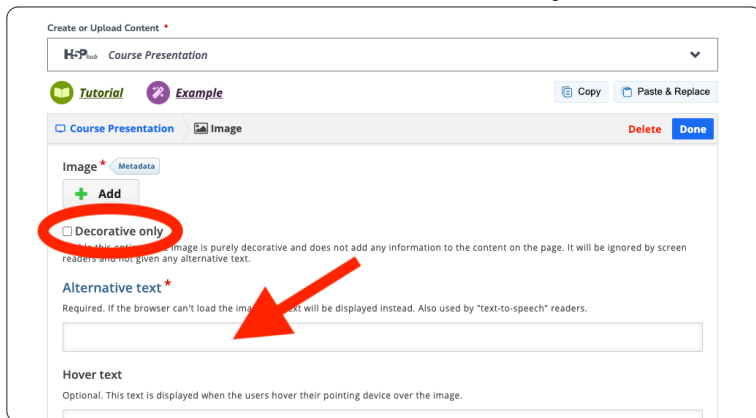 Create or Upload Content *
H5P hub Course Presentation
Tutorial Example Copy Paste & Replace
Course Presentation Image Delete Done
Image * Metadata
+ Add
Decorative only
this option image is purely decorative and does not add any information to the content on the page. It will be ignored by screen
readers and not given any alternative text.
Alternative text *
Required. If the browser can't load the text will be displayed instead. Also used by "text-to-speech" readers.
Hover text
Optional. This text is displayed when the users hover their pointing device over the image.